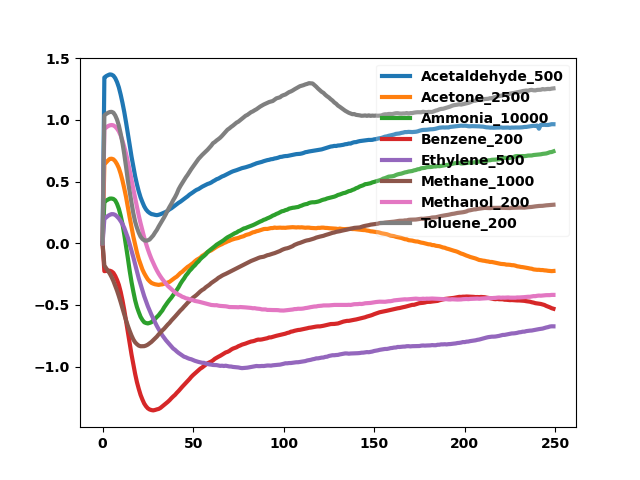 1.5
1.0
0.5
0.0
−0.5
−1.0
0
50
100
150
200
250
Acetaldehyde_500
Acetone_2500
Ammonia_10000
Benzene_200
Ethylene_500
Methane_1000
Methanol_200
Toluene_200